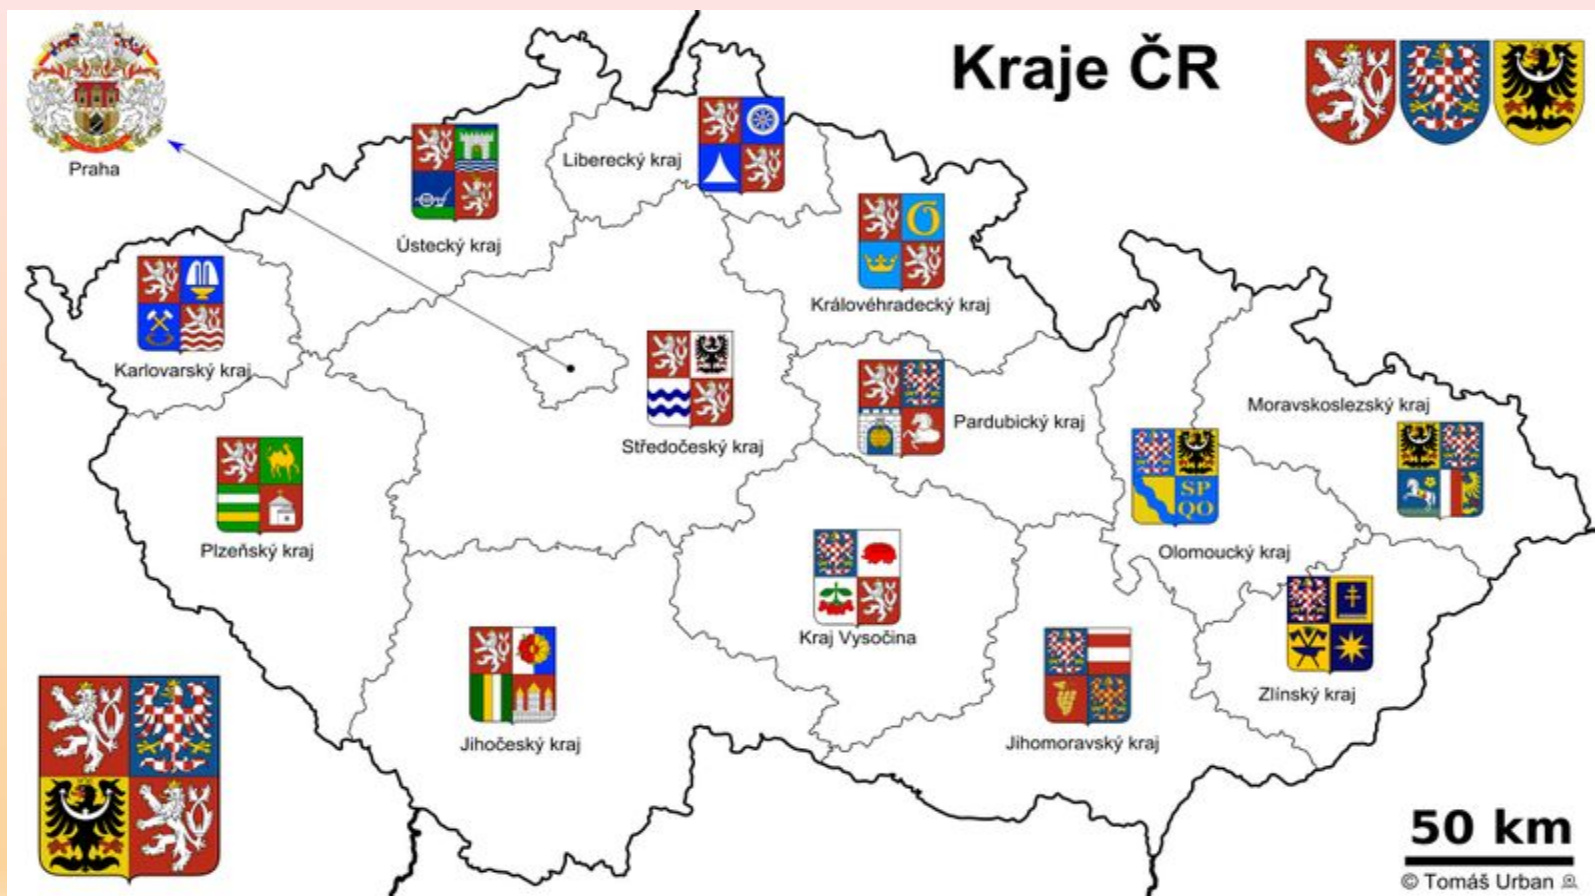 Kraje ČR
Praha
Liberecký kraj
Ústecký kraj
Královéhradecký kraj
Karlovarský kraj
Středočeský kraj
Pardubický kraj
Moravskoslezský kraj
SP
QO
Plzeňský kraj
Olomoucký kraj
Kraj Vysočina
Zlínský kraj
Jihočeský kraj
Jihomoravský kraj
50 km
© Tomáš Urban